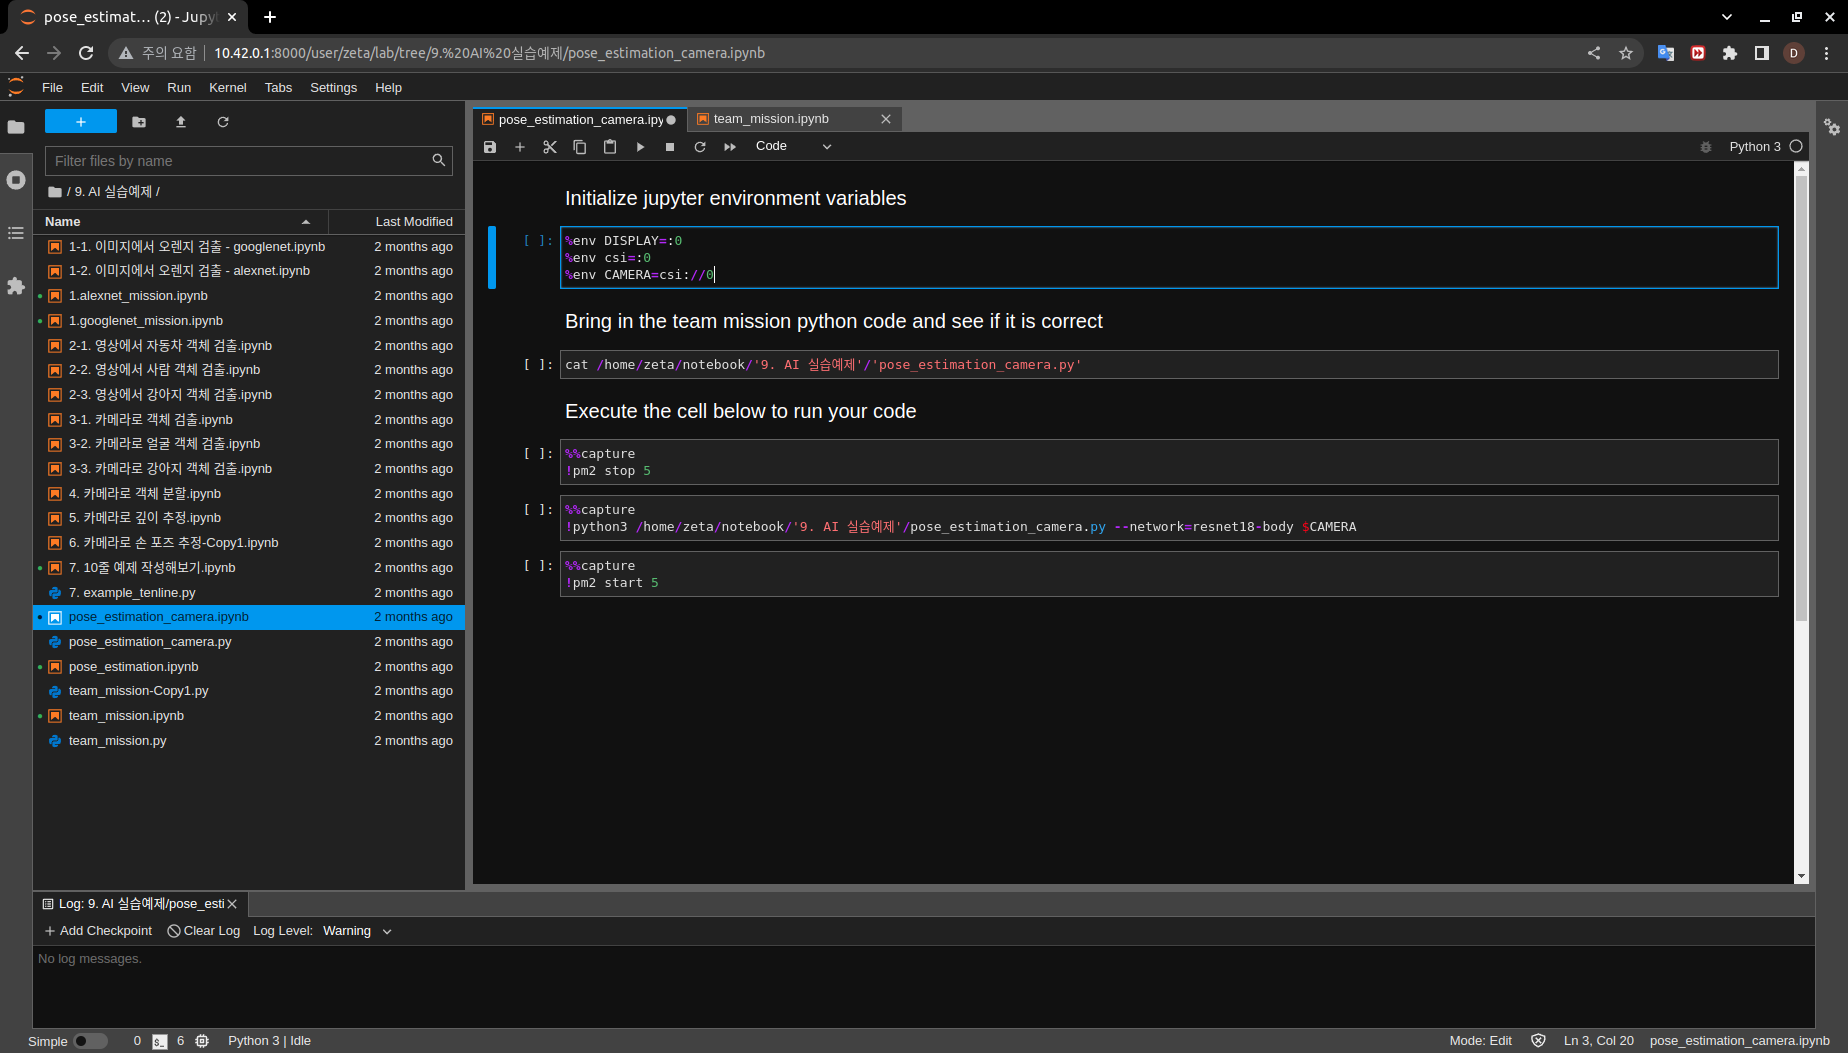 pose_estimat… (2) - Jupy
주의 요함 10.42.0.1:8000/user/zeta/lab/tree/9.%20AI%20실습예제/pose_estimation_camera.ipynb
D
File Edit View Run Kernel Tabs Settings Help
Filter files by name
/ 9. AI 실습예제 /
Name Last Modified
1-1. 이미지에서 오렌지 검출 - googlenet.ipynb 2 months ago
1-2. 이미지에서 오렌지 검출 - alexnet.ipynb 2 months ago
1.alexnet_mission.ipynb 2 months ago
1.googlenet_mission.ipynb 2 months ago
2-1. 영상에서 자동차 객체 검출.ipynb 2 months ago
2-2. 영상에서 사람 객체 검출.ipynb 2 months ago
2-3. 영상에서 강아지 객체 검출.ipynb 2 months ago
3-1. 카메라로 객체 검출.ipynb 2 months ago
3-2. 카메라로 얼굴 객체 검출.ipynb 2 months ago
3-3. 카메라로 강아지 객체 검출.ipynb 2 months ago
4. 카메라로 객체 분할.ipynb 2 months ago
5. 카메라로 깊이 추정.ipynb 2 months ago
6. 카메라로 손 포즈 추정-Copy1.ipynb 2 months ago
7. 10줄 예제 작성해보기.ipynb 2 months ago
7. example_tenline.py 2 months ago
pose_estimation_camera.ipynb 2 months ago
pose_estimation_camera.py 2 months ago
pose_estimation.ipynb 2 months ago
team_mission-Copy1.py 2 months ago
team_mission.ipynb 2 months ago
team_mission.py 2 months ago
pose_estimation_camera.ipy team_mission.ipynb
Code Python 3
Initialize jupyter environment variables
[ ]: %env DISPLAY=:0
%env csi=:0
%env CAMERA=csi://0
Bring in the team mission python code and see if it is correct
[ ]: cat /home/zeta/notebook/'9. AI 실습예제'/'pose_estimation_camera.py'
Execute the cell below to run your code
[ ]: %%capture
!pm2 stop 5
[ ]: %%capture
!python3 /home/zeta/notebook/'9. AI 실습예제'/pose_estimation_camera.py --network=resnet18-body $CAMERA
[ ]: %%capture
!pm2 start 5
Log: 9. AI 실습예제/pose_esti
Add Checkpoint Clear Log Log Level: Warning
No log messages.
Simple 0 6 Python 3 | Idle Mode: Edit Ln 3, Col 20 pose_estimation_camera.ipynb